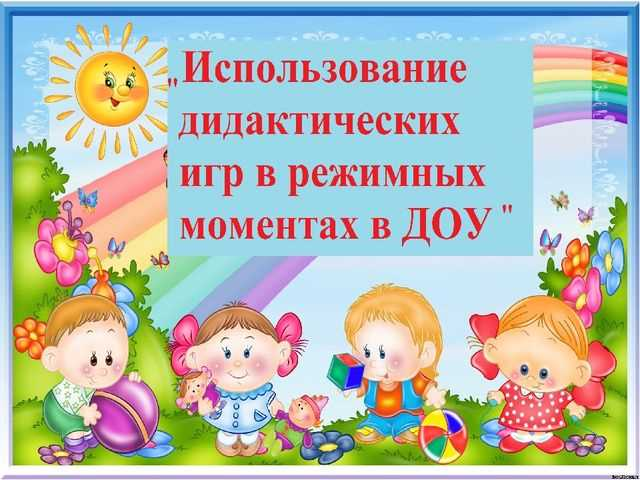 "Использование
дидактических
игр в режимных
моментах в ДОУ"